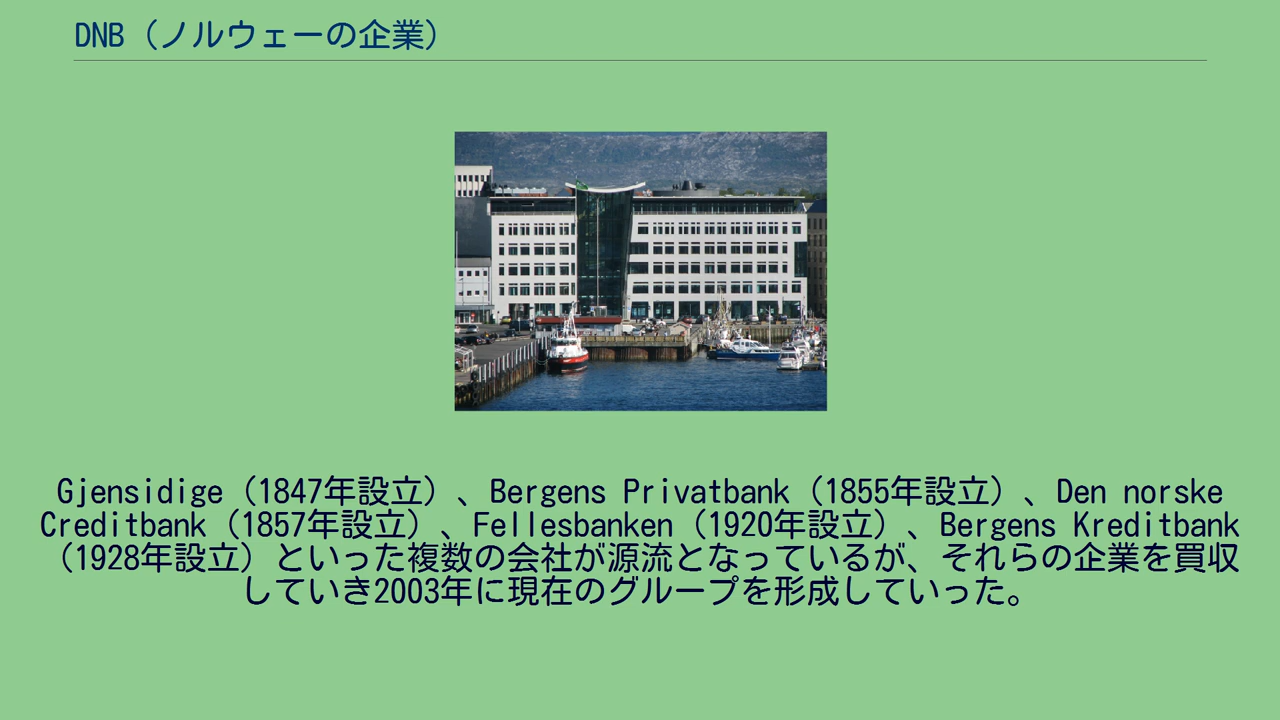 DNB（ノルウェーの企業）
Gjensidige（1847年設立）、Bergens Privatbank（1855年設立）、Den norske
Creditbank（1857年設立）、Fellesbanken（1920年設立）、Bergens Kreditbank
（1928年設立）といった複数の会社が源流となっているが、それらの企業を買収
していき2003年に現在のグループを形成していった。